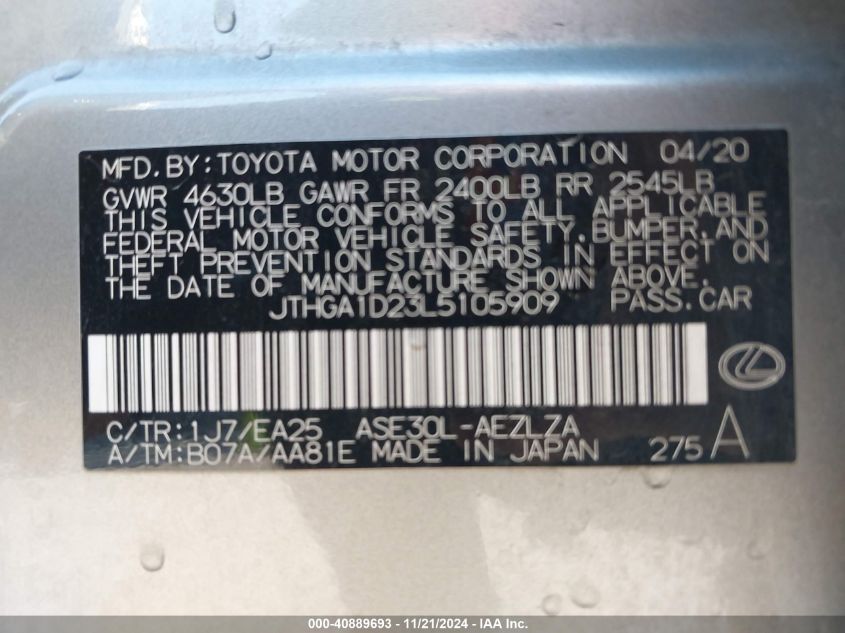 MFD.BY:TOYOTA MOTOR CORPORATION 04/20
GVWR 4630LB GAWR FR 2400LB RR 2545LB
THIS VEHICLE CONFORMS TO ALL APPLICABLE
FEDERAL MOTOR VEHICLE SAFETY,BUMPER,AND
THEFT PREVENTION STANDARDS IN EFFECT ON
THE DATE OF MANUFACTURE SHOWN ABOVE.
JTHGA1D23L5105909 PASS.CAR
C/TR:1J7/EA25 ASE30L-AEZLZA
A/TM:B07A/AA81E MADE IN JAPAN 275 A
000-40889693 - 11/21/2024 - IAA Inc.